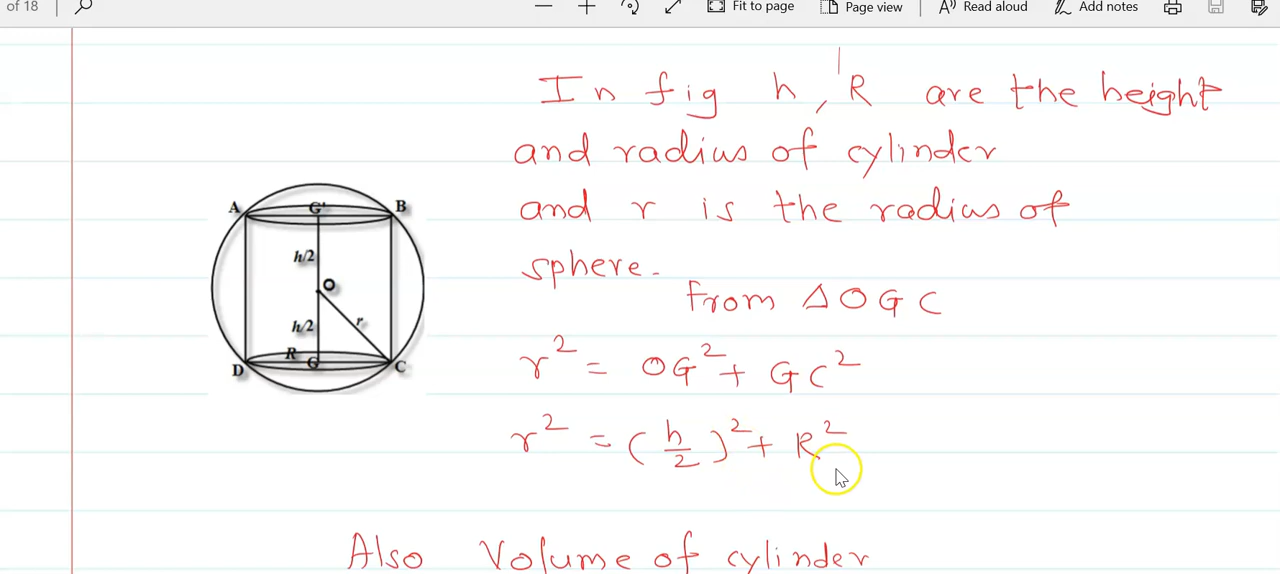 of 18
Fit to page
Page view
Read aloud
Add notes
In fig h, R are the height
and radius of cylinder
and r is the radius of
sphere.
From △OGC
r² = OG² + GC²
r² = (h/2)² + R²
Also Volume of cylinder
A
G'
B
h/2
O
h/2
r
R
D
G
C